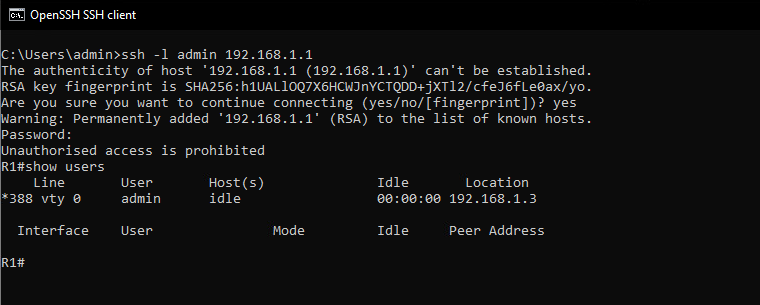 OpenSSH SSH client
C:\Users\admin>ssh -l admin 192.168.1.1
The authenticity of host '192.168.1.1 (192.168.1.1)' can't be established.
RSA key fingerprint is SHA256:h1UALlOQ7X6HCWJnYCTQDD+jXTl2/cfeJ6fLe0ax/yo.
Are you sure you want to continue connecting (yes/no/[fingerprint])? yes
Warning: Permanently added '192.168.1.1' (RSA) to the list of known hosts.
Password:
Unauthorised access is prohibited
R1#show users
    Line       User       Host(s)              Idle       Location
*388 vty 0     admin      idle                 00:00:00 192.168.1.3
  Interface    User               Mode         Idle     Peer Address
R1#